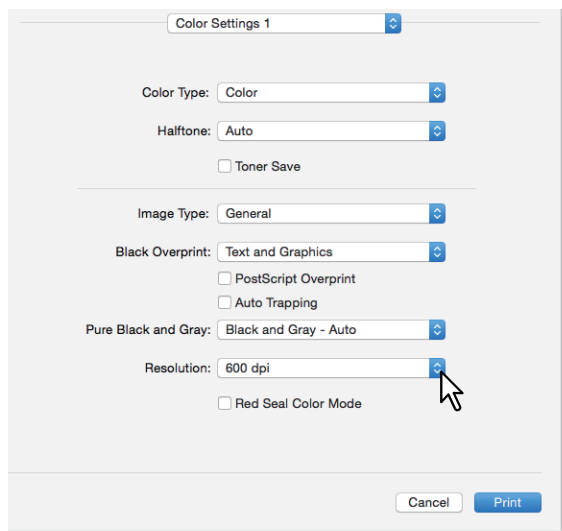 Color Settings 1
Color Type: Color
Halftone: Auto
Toner Save
Image Type: General
Black Overprint: Text and Graphics
PostScript Overprint
Auto Trapping
Pure Black and Gray: Black and Gray - Auto
Resolution: 600 dpi
Red Seal Color Mode
Cancel Print